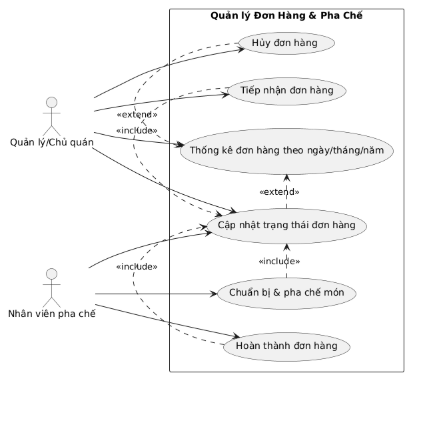 Quản lý Đơn Hàng & Pha Chế
Hủy đơn hàng
Tiếp nhận đơn hàng
«extend»
«include»
Quản lý/Chủ quán
Thống kê đơn hàng theo ngày/tháng/năm
«extend»
Cập nhật trạng thái đơn hàng
«include»
«include»
Chuẩn bị & pha chế món
Nhân viên pha chế
Hoàn thành đơn hàng